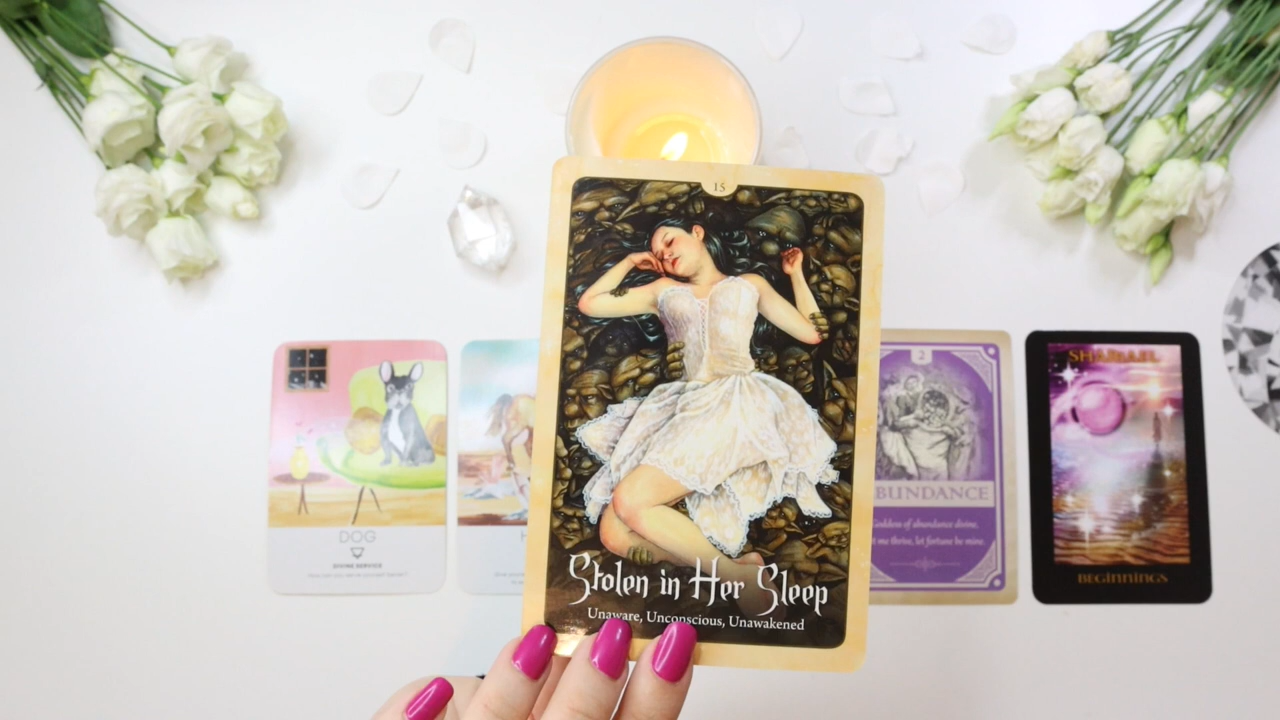 15
Stolen in Her Sleep
Unaware, Unconscious, Unawakened
DOG
DIVINE SERVICE
H
2
BUNDANCE
Goddess of abundance divine,
t me thrive, let fortune be mine.
SHAMAEL
BEGINNINGS